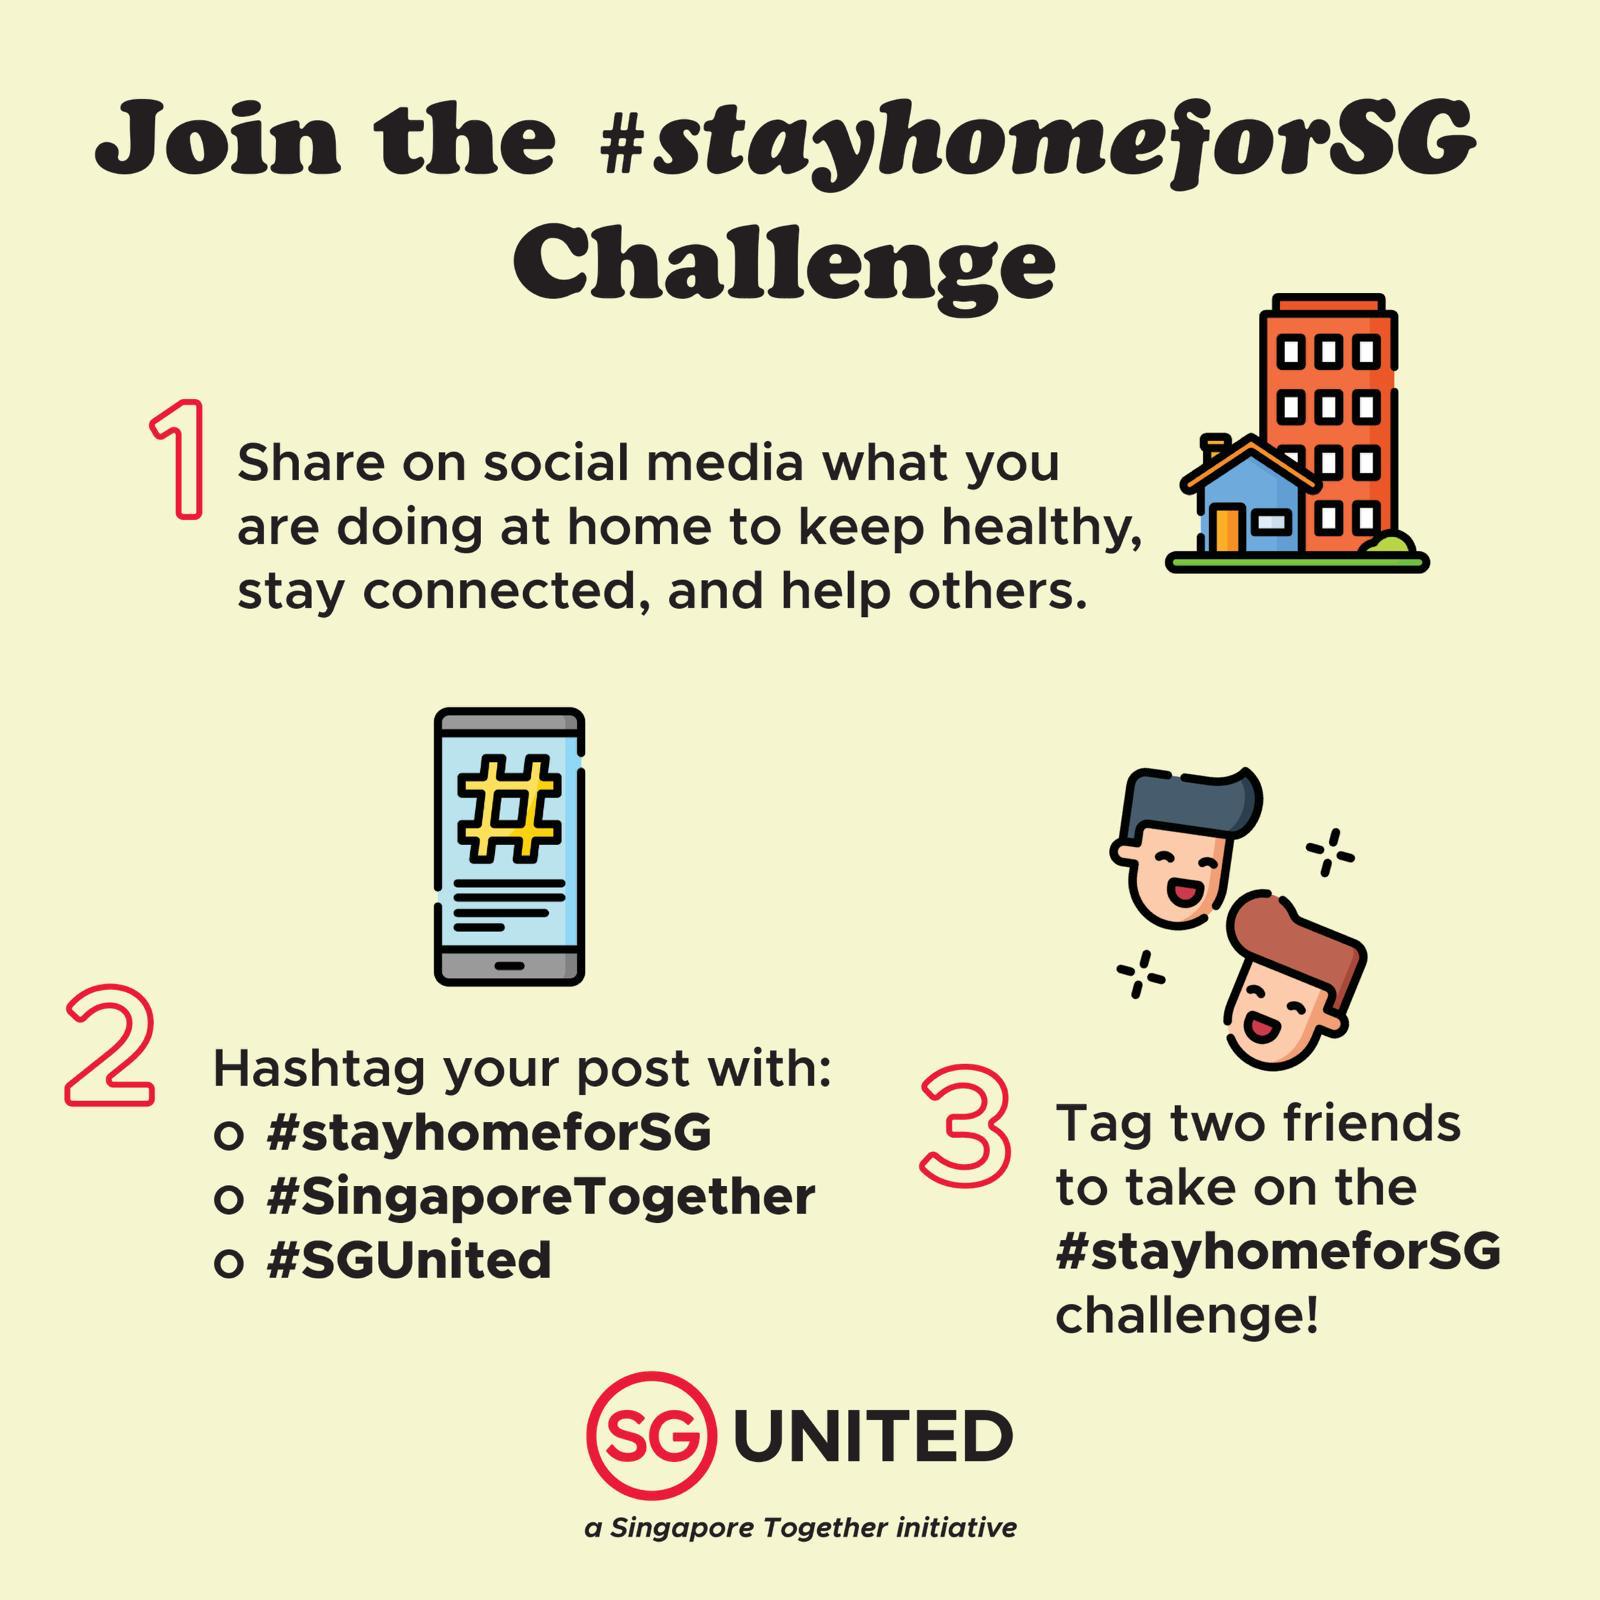 Join the #stayhomeforSG
Challenge
1
Share on social media what you
are doing at home to keep healthy,
stay connected, and help others.
#
2
Hashtag your post with:
o #stayhomeforSG
o #SingaporeTogether
o #SGUnited
3
Tag two friends
to take on the
#stayhomeforSG
challenge!
SG UNITED
a Singapore Together initiative